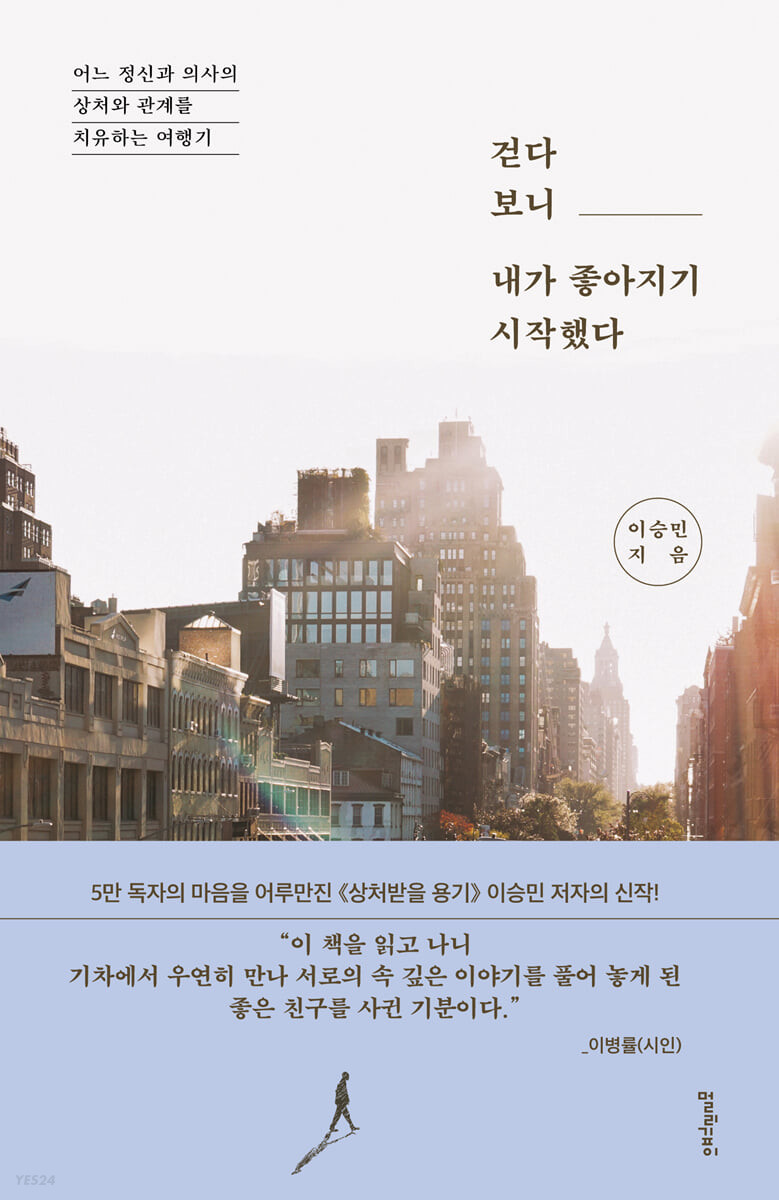 어느 정신과 의사의
상처와 관계를
치유하는 여행기
걷다
보니
내가 좋아지기
시작했다
이승민
지 음
5만 독자의 마음을 어루만진 《상처받을 용기》 이승민 저자의 신작!
“이 책을 읽고 나니
기차에서 우연히 만나 서로의 속 깊은 이야기를 풀어 놓게 된
좋은 친구를 사귄 기분이다.”
_이병률(시인)
멀리깊이
YES24